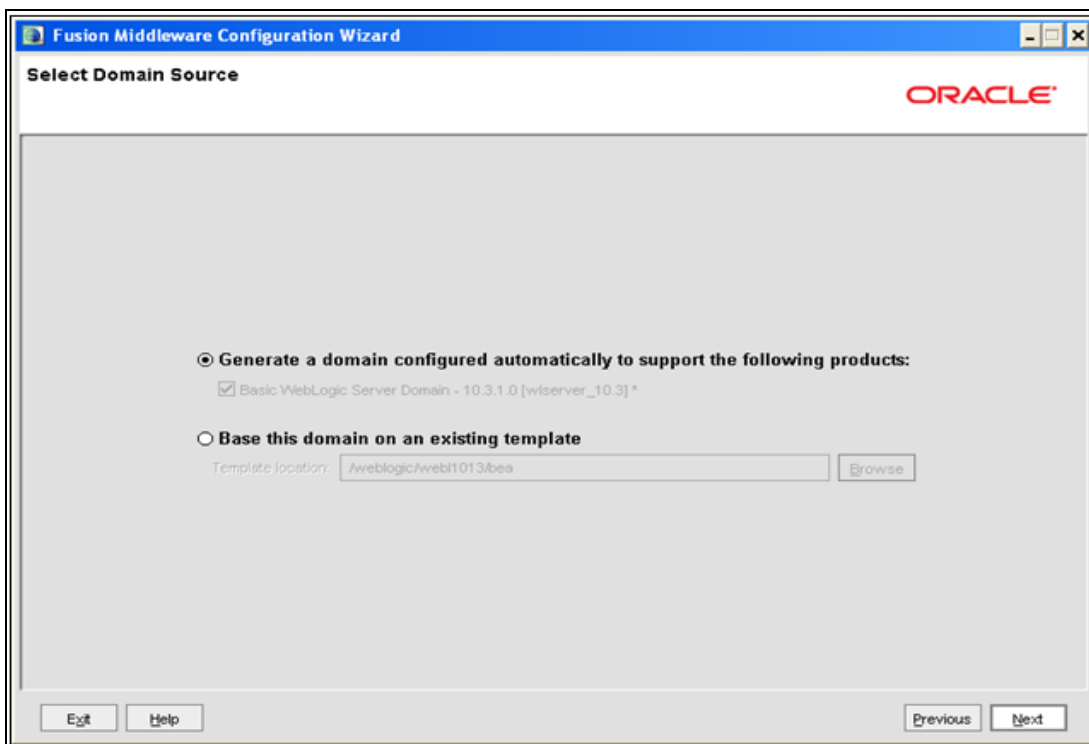 Fusion Middleware Configuration Wizard
Select Domain Source
ORACLE
Generate a domain configured automatically to support the following products:
Basic WebLogic Server Domain - 10.3.1.0 [wlserver_10.3] *
Base this domain on an existing template
Template location: /weblogic/webl1013/bea Browse
Exit Help Previous Next